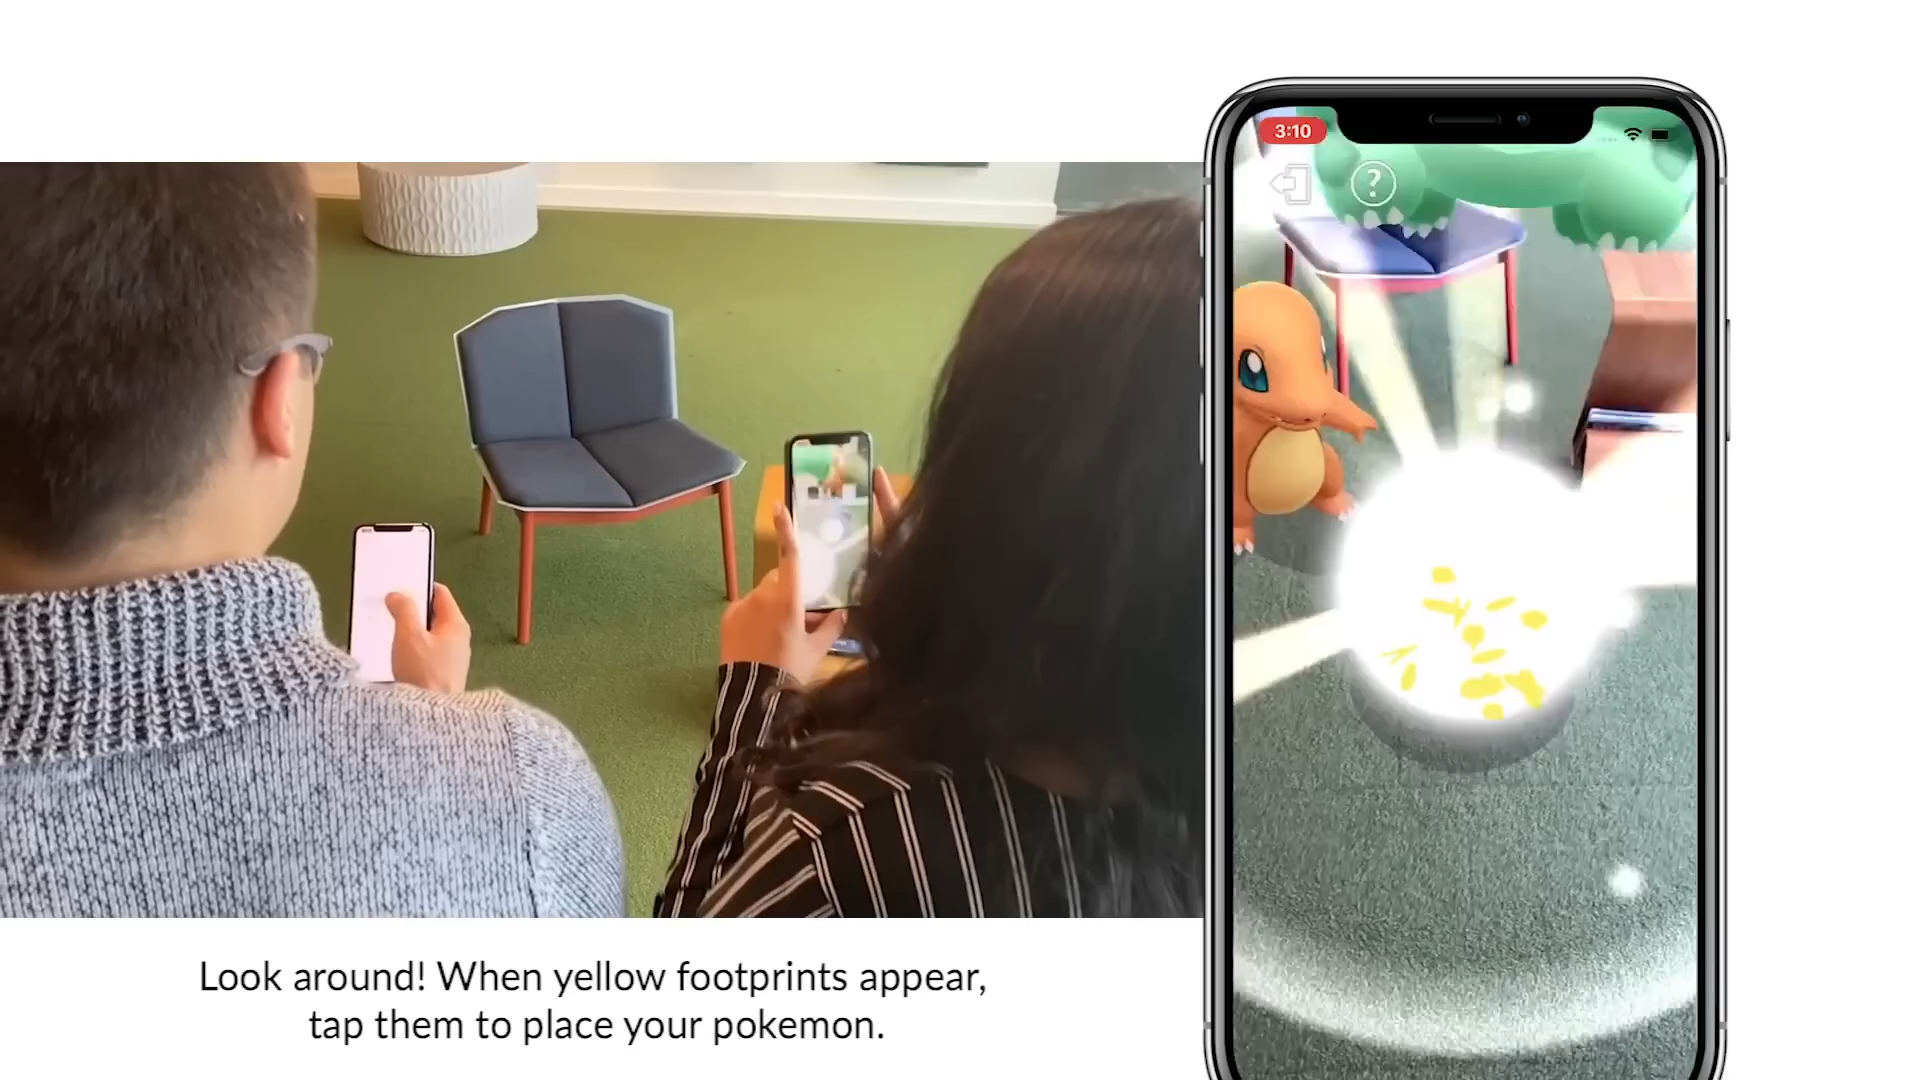 3:10
?
Look around! When yellow footprints appear,
tap them to place your pokemon.